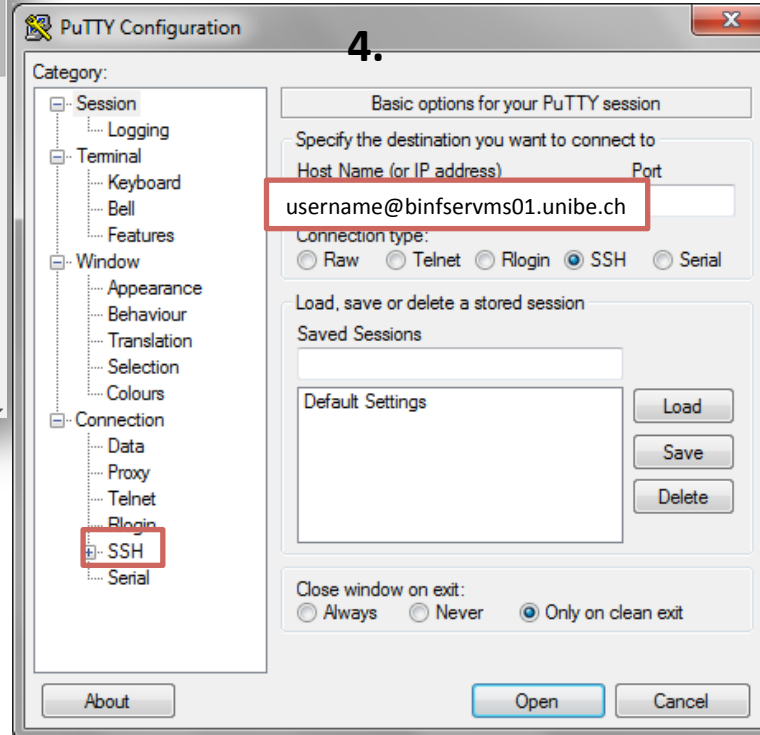 PuTTY Configuration
4.
Category:
Session
Logging
Terminal
Keyboard
Bell
Features
Window
Appearance
Behaviour
Translation
Selection
Colours
Connection
Data
Proxy
Telnet
Rlogin
SSH
Serial
Basic options for your PuTTY session
Specify the destination you want to connect to
Host Name (or IP address) Port
username@binfservms01.unibe.ch
Connection type:
Raw Telnet Rlogin SSH Serial
Load, save or delete a stored session
Saved Sessions
Default Settings
Load
Save
Delete
Close window on exit:
Always Never Only on clean exit
About Open Cancel